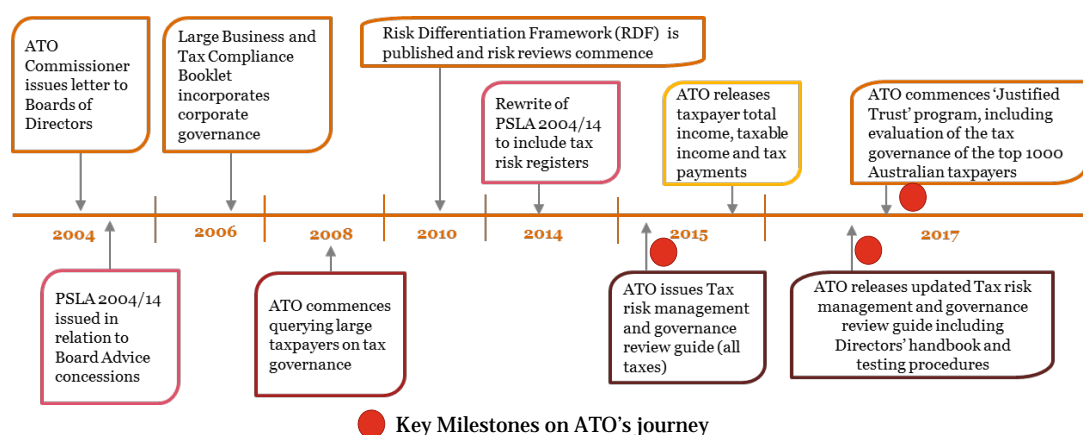 ATO
Commissioner
issues letter to
Boards of
Directors
Large Business and
Tax Compliance
Booklet
incorporates
corporate
governance
Risk Differentiation Framework (RDF) is
published and risk reviews commence
Rewrite of
PSLA 2004/14
to include tax
risk registers
ATO releases
taxpayer total
income, taxable
income and tax
payments
ATO commences ‘Justified
Trust’ program, including
evaluation of the tax
governance of the top 1000
Australian taxpayers
2004
2006
2008
2010
2014
2015
2017
PSLA 2004/14
issued in
relation to
Board Advice
concessions
ATO commences
querying large
taxpayers on tax
governance
ATO issues Tax
risk management
and governance
review guide (all
taxes)
ATO releases updated Tax risk
management and governance
review guide including
Directors’ handbook and
testing procedures
Key Milestones on ATO’s journey